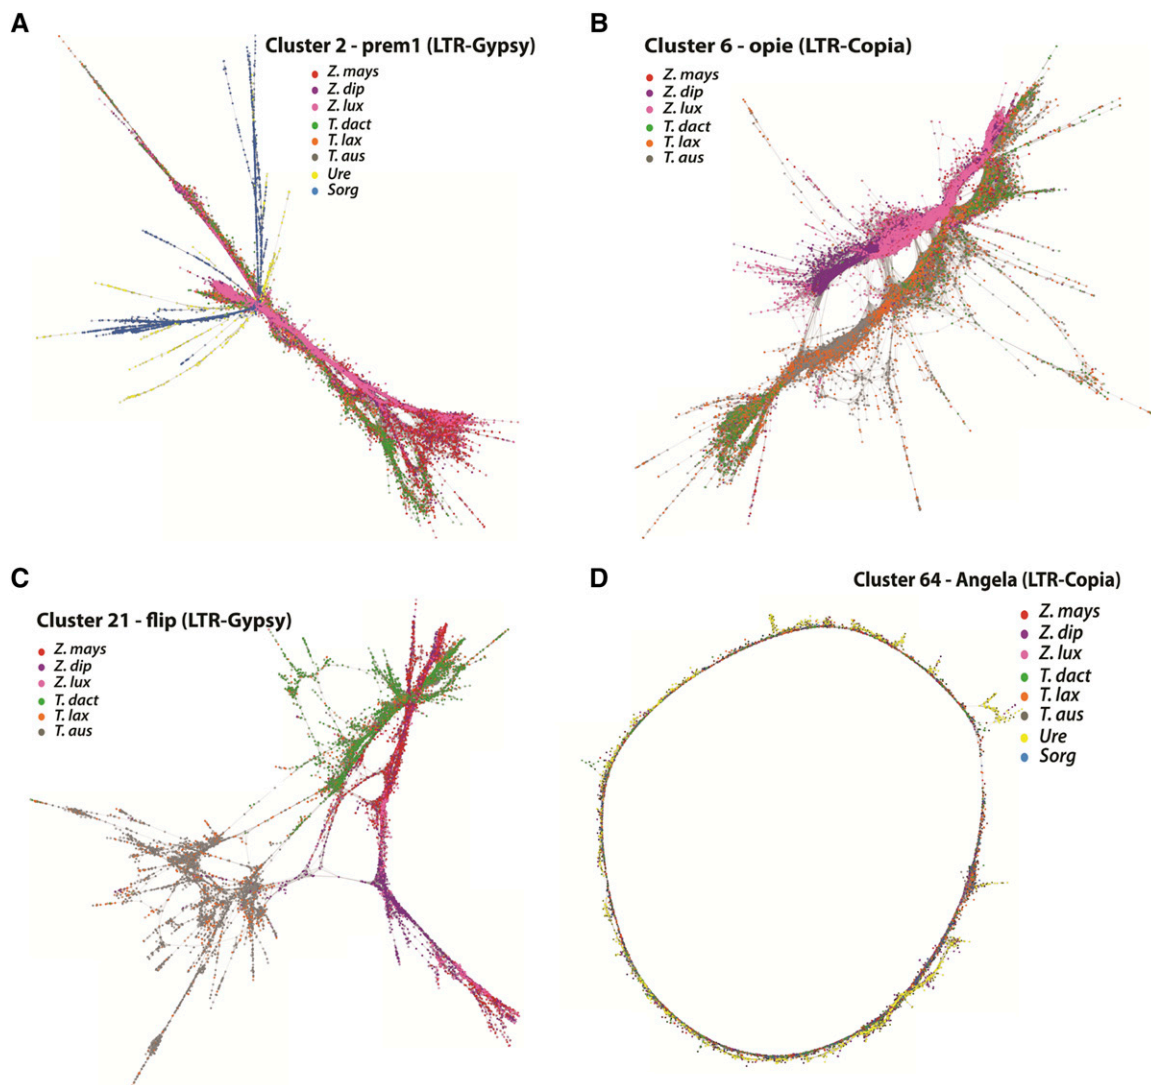 A
Cluster 2 - prem1 (LTR-Gypsy)
Z. mays
Z. dip
Z. lux
T. dact
T. lax
T. aus
Ure
Sorg
B
Cluster 6 - opie (LTR-Copia)
Z. mays
Z. dip
Z. lux
T. dact
T. lax
T. aus
C
Cluster 21 - flip (LTR-Gypsy)
Z. mays
Z. dip
Z. lux
T. dact
T. lax
T. aus
D
Cluster 64 - Angela (LTR-Copia)
Z. mays
Z. dip
Z. lux
T. dact
T. lax
T. aus
Ure
Sorg